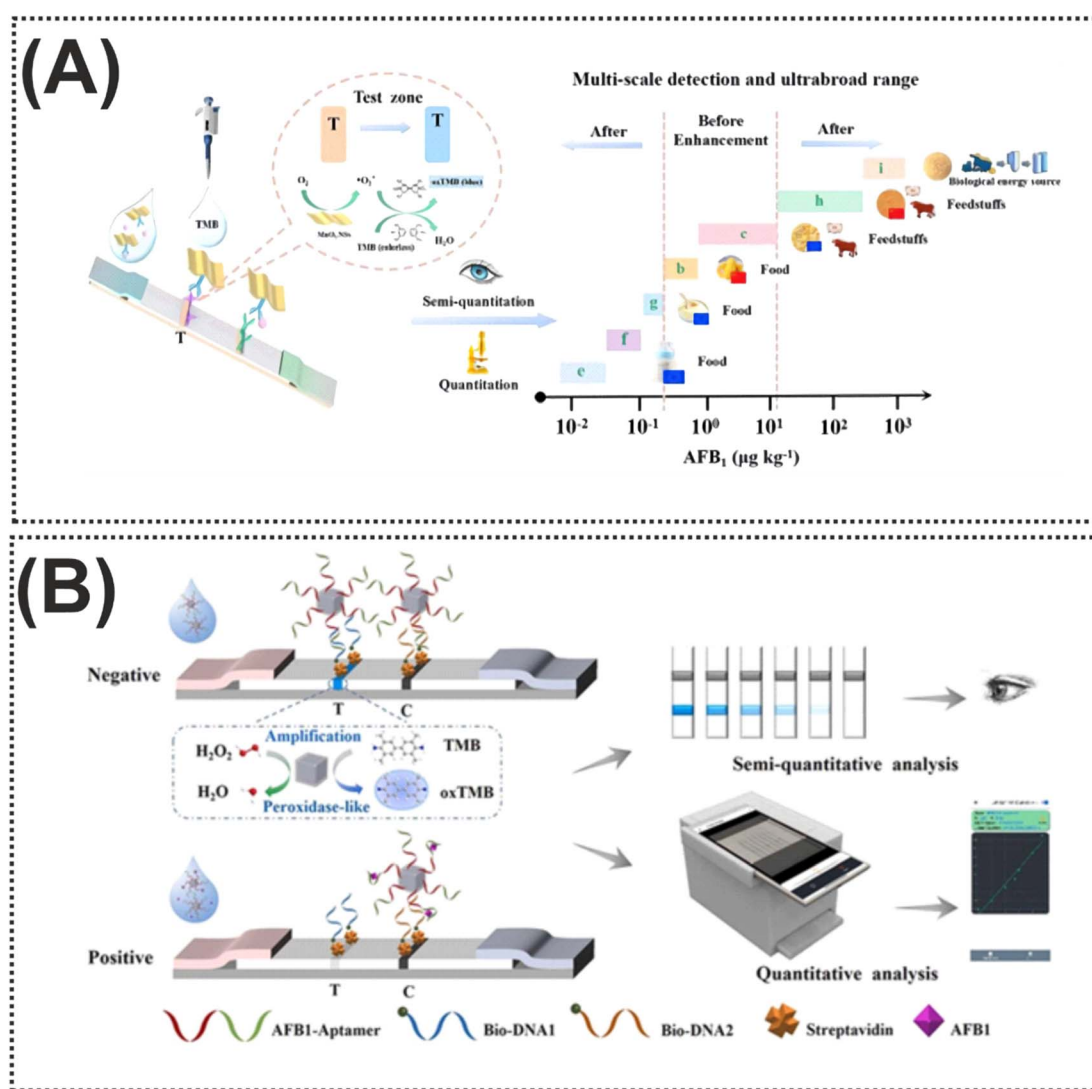 (A)
Multi-scale detection and ultrabroad range
Test zone
T
T
O₂
•O₂⁻
oxTMB (blue)
MnO₂ NSs
TMB (colorless)
H₂O
TMB
T
Semi-quantitation
Quantitation
After
Before
Enhancement
After
i
Biological energy source
h
Feedstuffs
c
Feedstuffs
b
Food
g
Food
f
e
Food
10⁻²
10⁻¹
10⁰
10¹
10²
10³
AFB₁ (μg kg⁻¹)
(B)
Negative
T
C
H₂O₂
Amplification
TMB
H₂O
Peroxidase-like
oxTMB
Semi-quantitative analysis
Positive
T
C
Quantitative analysis
AFB1-Aptamer
Bio-DNA1
Bio-DNA2
Streptavidin
AFB1